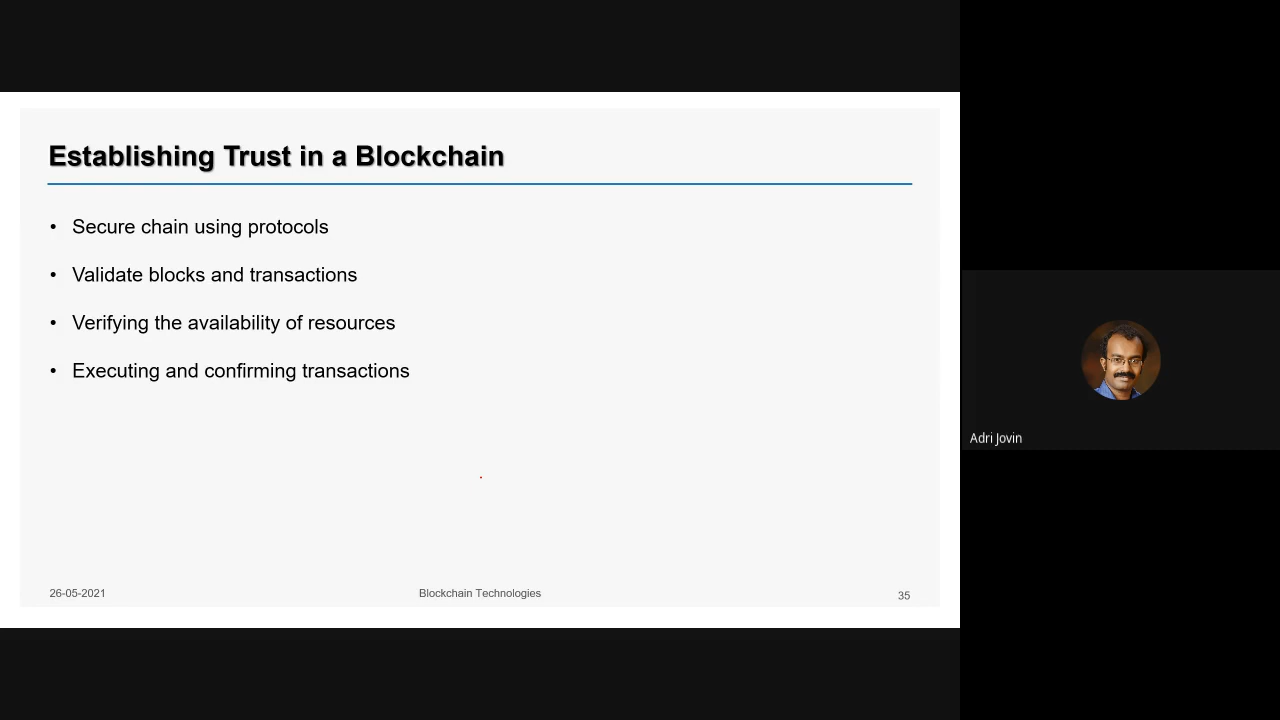 Establishing Trust in a Blockchain
• Secure chain using protocols
• Validate blocks and transactions
• Verifying the availability of resources
• Executing and confirming transactions
26-05-2021
Blockchain Technologies
35
Adri Jovin